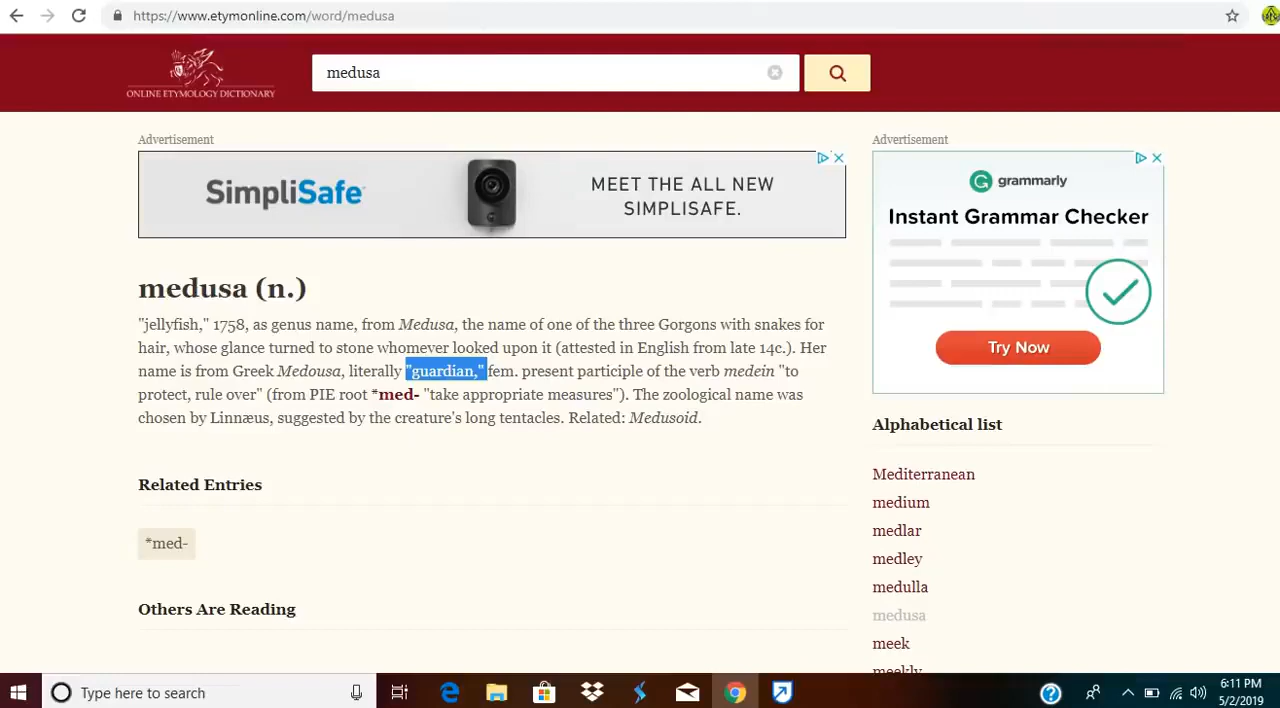 https://www.etymonline.com/word/medusa
ONLINE ETYMOLOGY DICTIONARY
medusa
Advertisement
SimpliSafe
MEET THE ALL NEW
SIMPLISAFE.
Advertisement
grammarly
Instant Grammar Checker
Try Now
medusa (n.)
"jellyfish," 1758, as genus name, from Medusa, the name of one of the three Gorgons with snakes for
hair, whose glance turned to stone whomever looked upon it (attested in English from late 14c.). Her
name is from Greek Medousa, literally "guardian," fem. present participle of the verb medein "to
protect, rule over" (from PIE root *med- "take appropriate measures"). The zoological name was
chosen by Linnæus, suggested by the creature's long tentacles. Related: Medusoid.
Related Entries
*med-
Others Are Reading
Alphabetical list
Mediterranean
medium
medlar
medley
medulla
medusa
meek
meekly
Type here to search
6:11 PM
5/2/2019